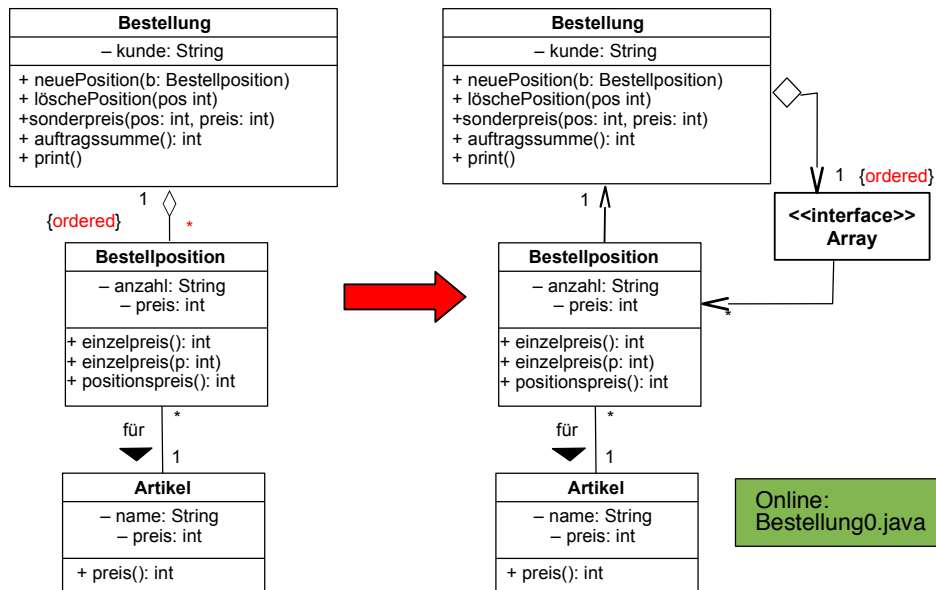 Bestellung
– kunde: String
+ neuePosition(b: Bestellposition)
+ löschePosition(pos int)
+sonderpreis(pos: int, preis: int)
+ auftragssumme(): int
+ print()
1
{ordered}
*
Bestellposition
– anzahl: String
– preis: int
+ einzelpreis(): int
+ einzelpreis(p: int)
+ positionspreis(): int
*
für
1
Artikel
– name: String
– preis: int
+ preis(): int
Bestellung
– kunde: String
+ neuePosition(b: Bestellposition)
+ löschePosition(pos int)
+sonderpreis(pos: int, preis: int)
+ auftragssumme(): int
+ print()
1
1 {ordered}
<<interface>>
Array
*
Bestellposition
– anzahl: String
– preis: int
+ einzelpreis(): int
+ einzelpreis(p: int)
+ positionspreis(): int
*
für
1
Artikel
– name: String
– preis: int
+ preis(): int
Online:
Bestellung0.java